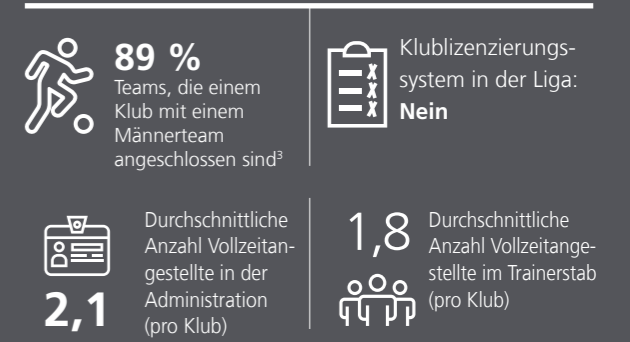 89 %
Teams, die einem
Klub mit einem
Männerteam
angeschlossen sind³
Klublizenzierungs-
system in der Liga:
Nein
2,1
Durchschnittliche
Anzahl Vollzeitan-
gestellte in der
Administration
(pro Klub)
1,8
Durchschnittliche
Anzahl Vollzeitange-
stellte im Trainerstab
(pro Klub)